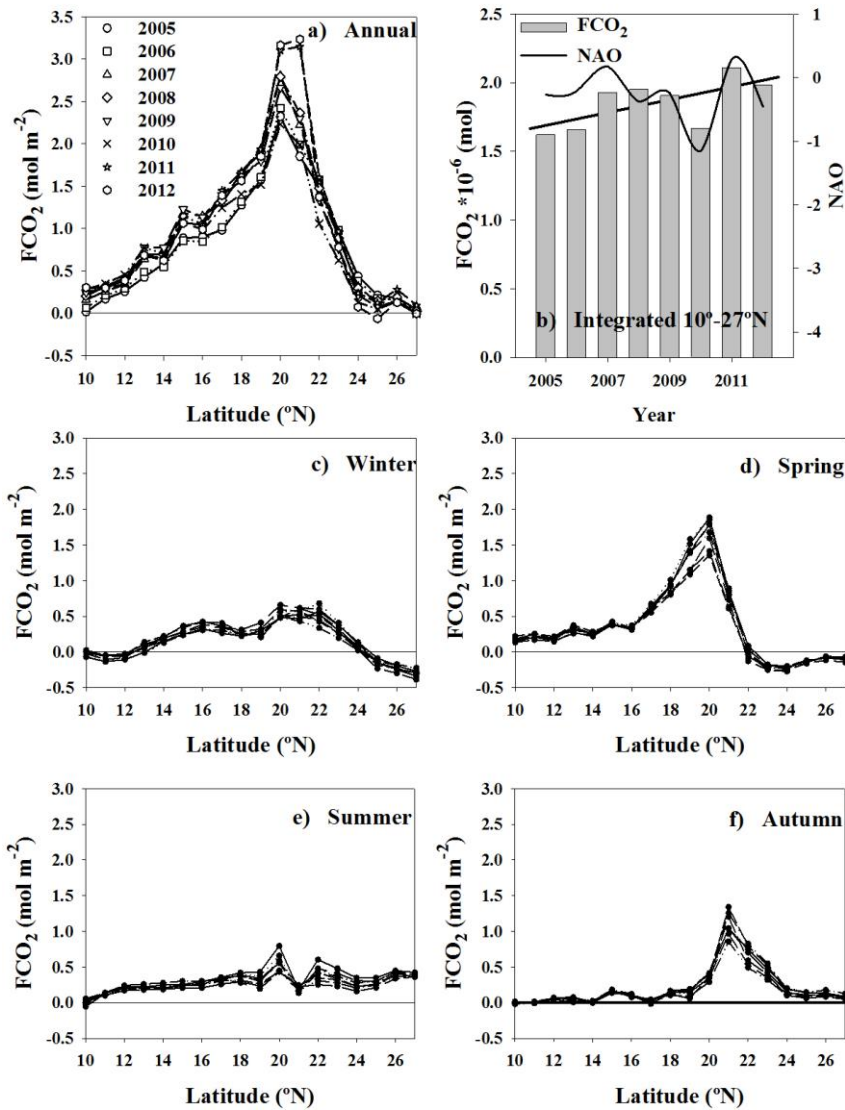 a) Annual
2005
2006
2007
2008
2009
2010
2011
2012
FCO2 (mol m-2)
3.5
3.0
2.5
2.0
1.5
1.0
0.5
0.0
-0.5
10 12 14 16 18 20 22 24 26
Latitude (ºN)
FCO2
NAO
FCO2 *10-6 (mol)
2.5
2.0
1.5
1.0
0.5
0.0
1
0
-1
-2
-3
-4
NAO
b) Integrated 10º-27ºN
2005 2007 2009 2011
Year
c) Winter
FCO2 (mol m-2)
3.0
2.5
2.0
1.5
1.0
0.5
0.0
-0.5
10 12 14 16 18 20 22 24 26
Latitude (ºN)
d) Spring
FCO2 (mol m-2)
3.0
2.5
2.0
1.5
1.0
0.5
0.0
-0.5
10 12 14 16 18 20 22 24 26
Latitude (ºN)
e) Summer
FCO2 (mol m-2)
3.0
2.5
2.0
1.5
1.0
0.5
0.0
-0.5
10 12 14 16 18 20 22 24 26
Latitude (ºN)
f) Autumn
FCO2 (mol m-2)
3.0
2.5
2.0
1.5
1.0
0.5
0.0
-0.5
10 12 14 16 18 20 22 24 26
Latitude (ºN)